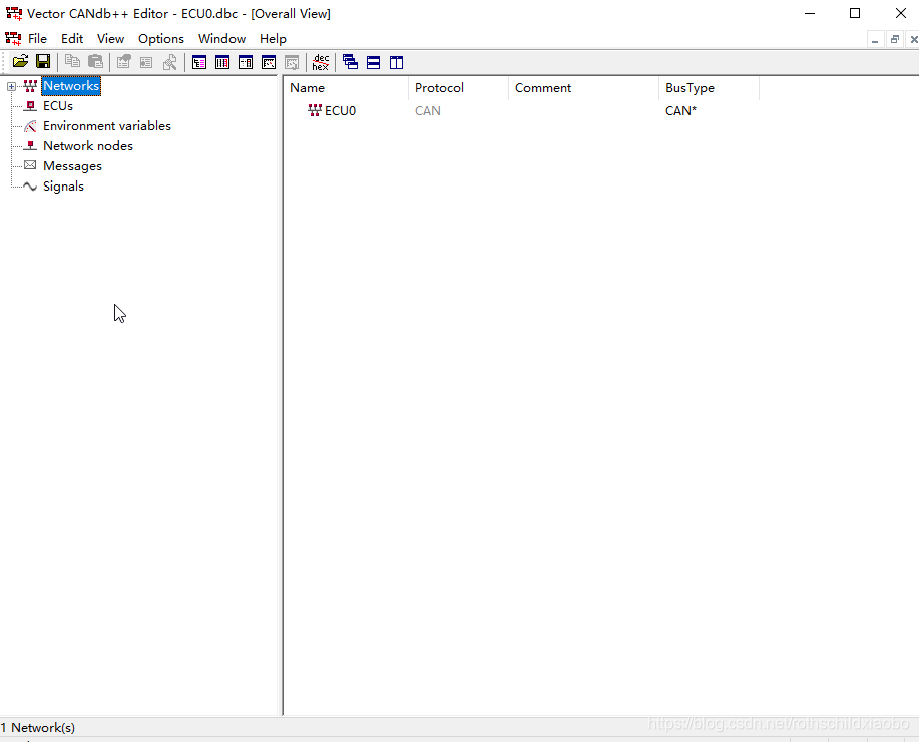 Vector CANdb++ Editor - ECU0.dbc - [Overall View]
File Edit View Options Window Help
dec
hex
Networks
ECUs
Environment variables
Network nodes
Messages
Signals
Name Protocol Comment BusType
ECU0 CAN CAN*
1 Network(s)
https://blog.csdn.net/rothschildxiaobo